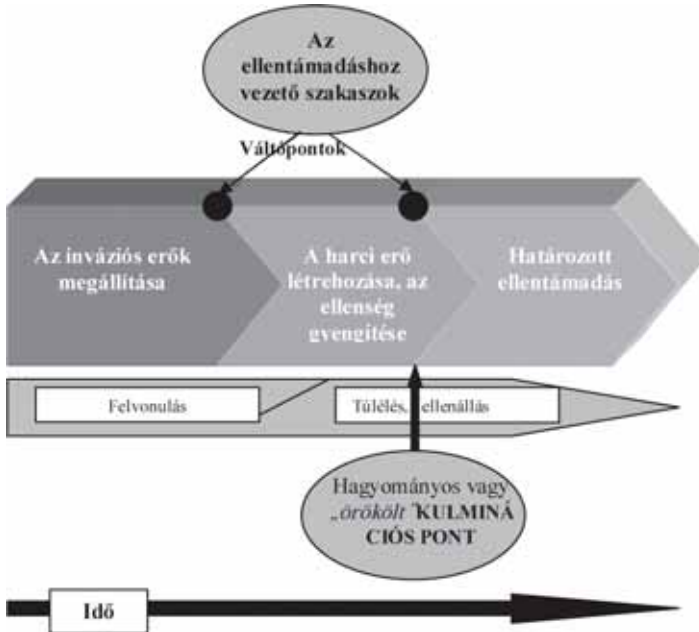 Az
ellentámadáshoz
vezető szakaszok
Váltópontok
Az inváziós erők
megállítása
A harci erő
létrehozása, az
ellenség
gyengítése
Határozott
ellentámadás
Felvonulás
Túlélés, ellenállás
Hagyományos vagy
„örökölt”KULMINÁ
CIÓS PONT
Idő